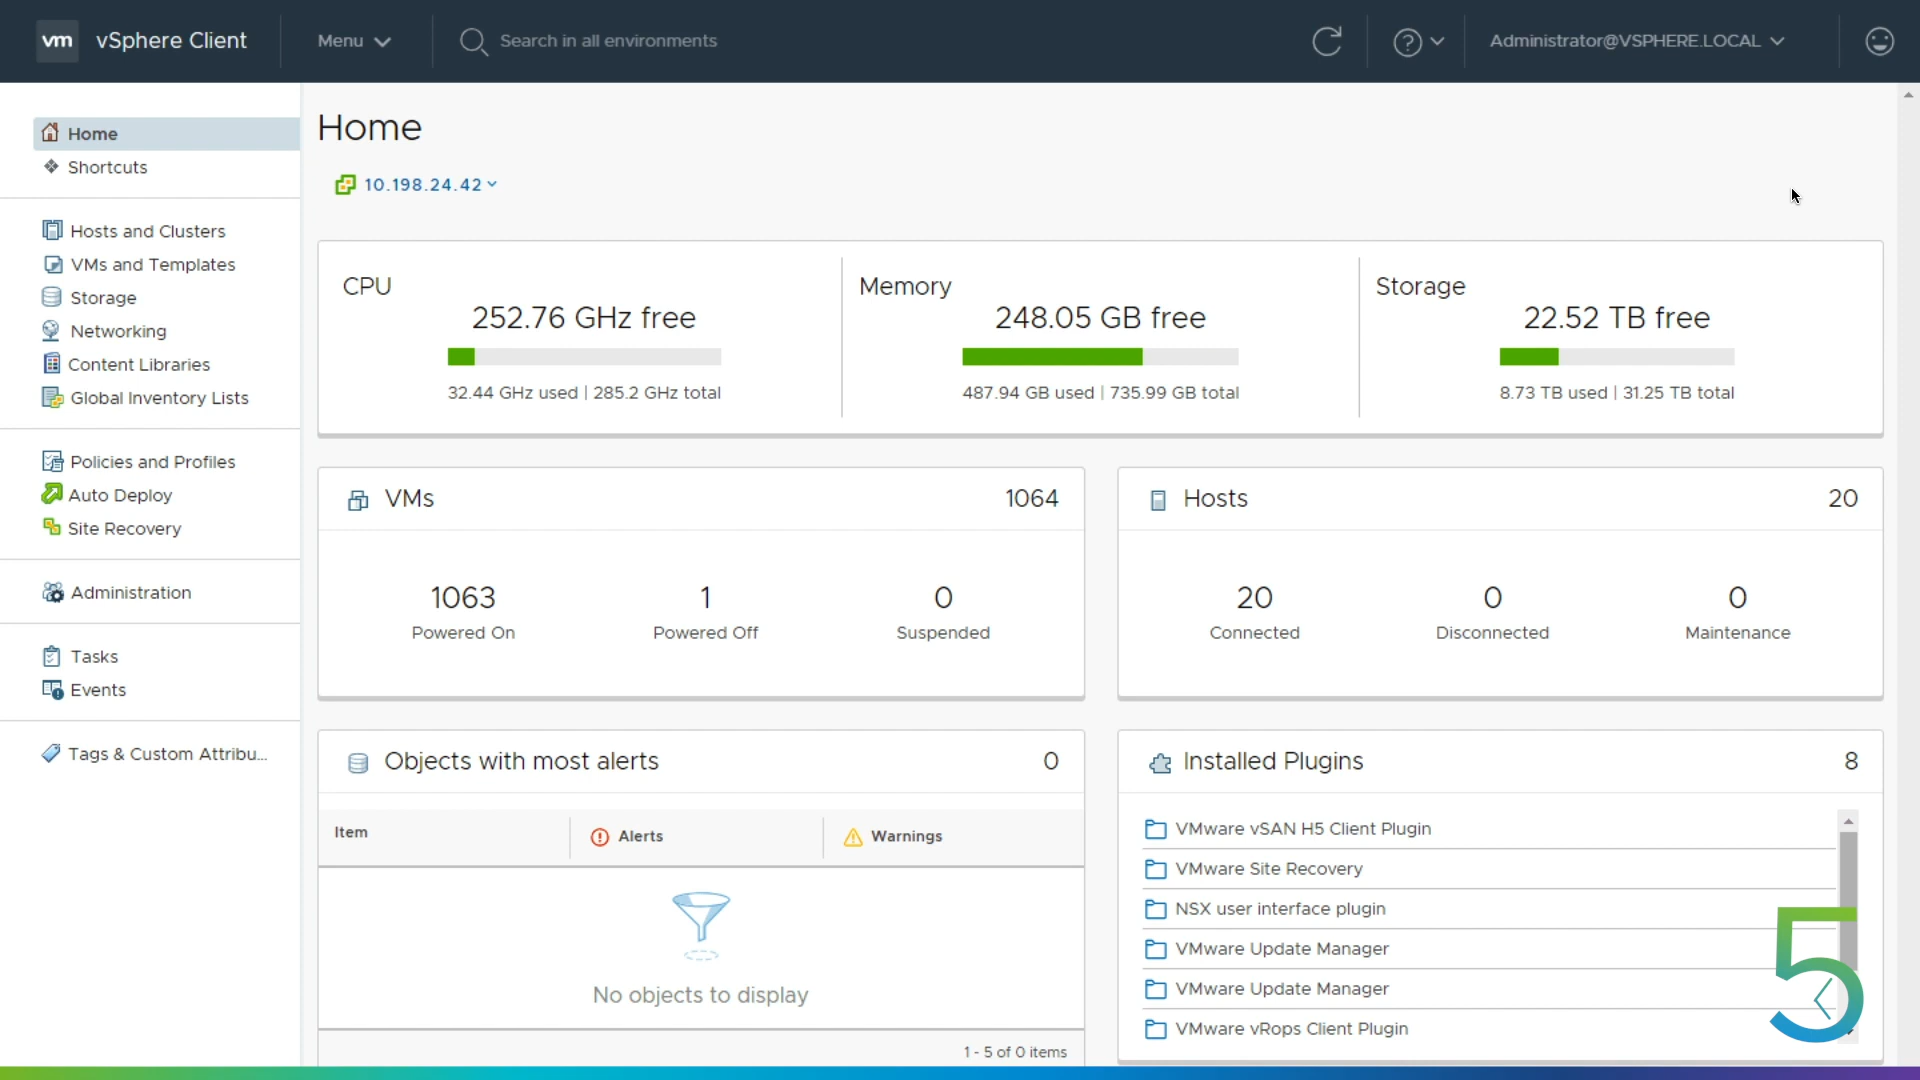 vm vSphere Client Menu Search in all environments ? Administrator@VSPHERE.LOCAL
Home
Shortcuts
Hosts and Clusters
VMs and Templates
Storage
Networking
Content Libraries
Global Inventory Lists
Policies and Profiles
Auto Deploy
Site Recovery
Administration
Tasks
Events
Tags & Custom Attribu...
Home
10.198.24.42
CPU
252.76 GHz free
32.44 GHz used | 285.2 GHz total
Memory
248.05 GB free
487.94 GB used | 735.99 GB total
Storage
22.52 TB free
8.73 TB used | 31.25 TB total
VMs 1064
1063 1 0
Powered On Powered Off Suspended
Hosts 20
20 0 0
Connected Disconnected Maintenance
Objects with most alerts 0
Item Alerts Warnings
No objects to display
1 - 5 of 0 items
Installed Plugins 8
VMware vSAN H5 Client Plugin
VMware Site Recovery
NSX user interface plugin
VMware Update Manager
VMware Update Manager
VMware vRops Client Plugin
5